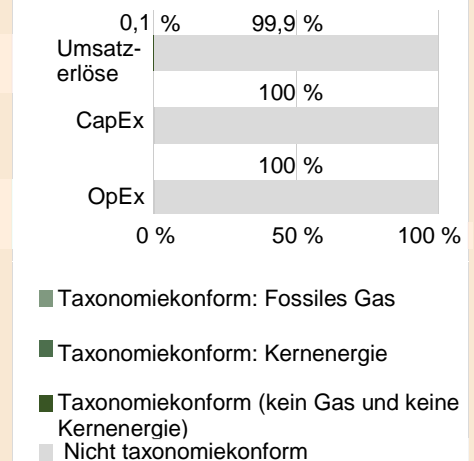 0,1 % 99,9 %
Umsatz-
erlöse
100 %
CapEx
100 %
OpEx
0 % 50 % 100 %
Taxonomiekonform: Fossiles Gas
Taxonomiekonform: Kernenergie
Taxonomiekonform (kein Gas und keine
Kernenergie)
Nicht taxonomiekonform